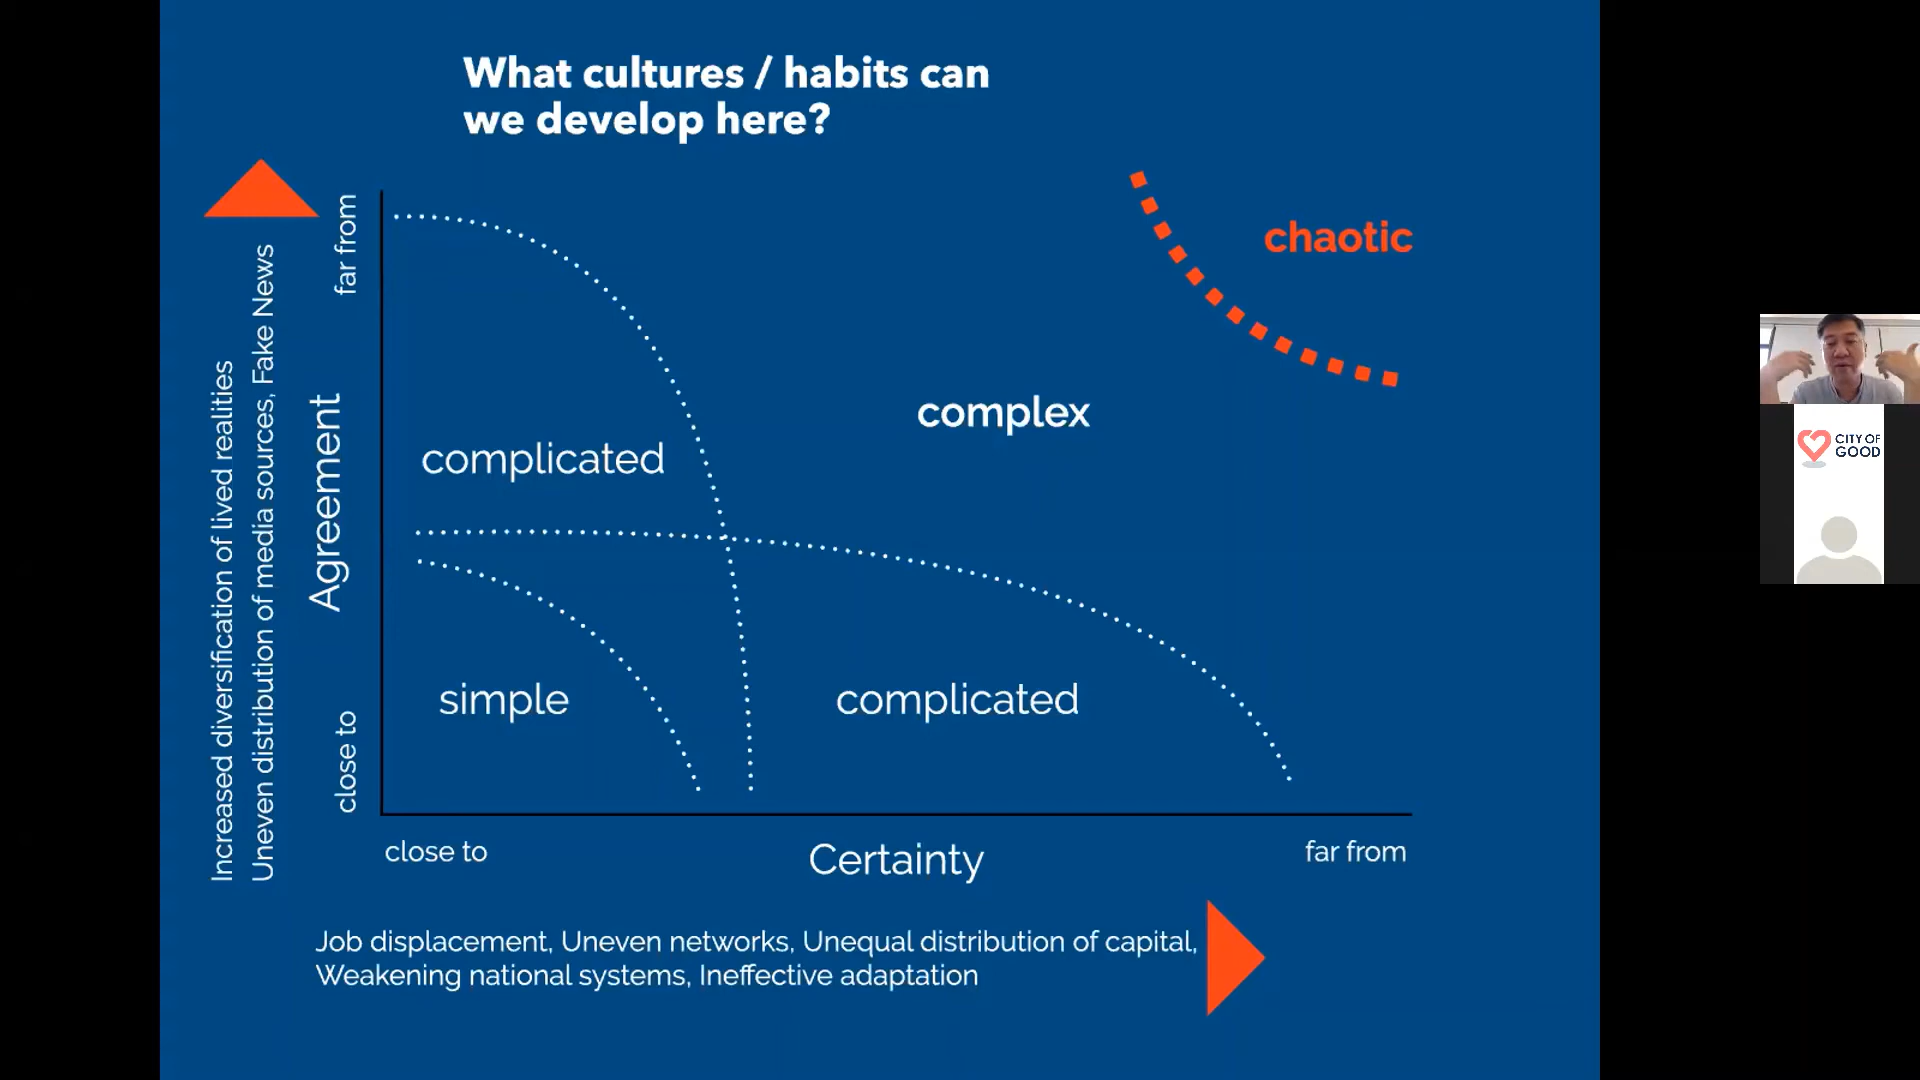 What cultures / habits can
we develop here?
chaotic
far from
Increased diversification of lived realities
Uneven distribution of media sources, Fake News
Agreement
complex
complicated
simple
complicated
close to
close to
Certainty
far from
Job displacement, Uneven networks, Unequal distribution of capital,
Weakening national systems, Ineffective adaptation
CITY OF
GOOD